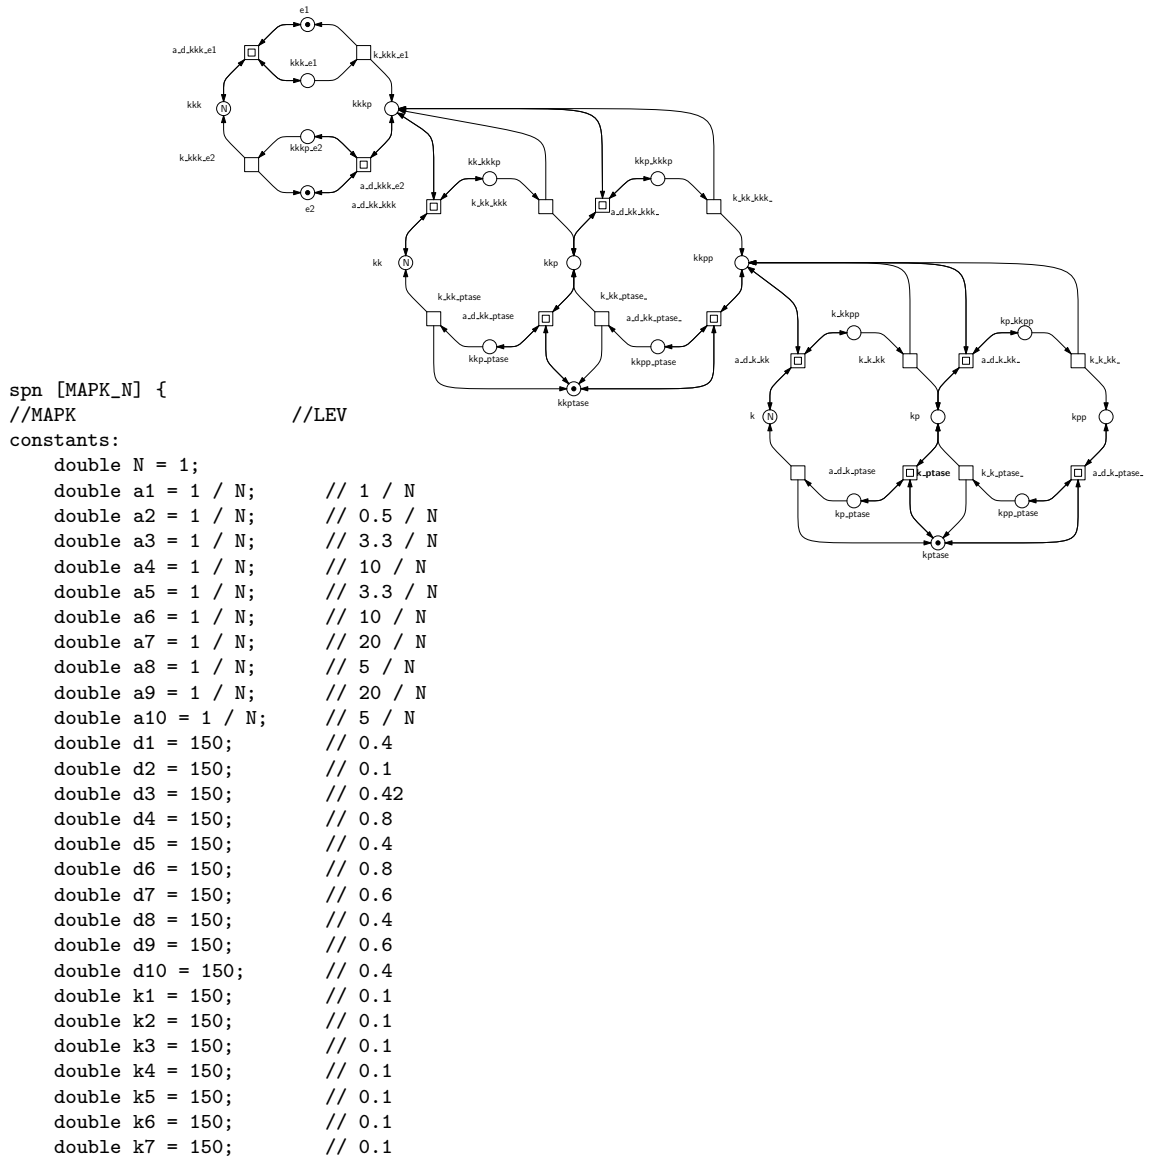 e1
a_d_kkk_e1
k_kkk_e1
kkk_e1
kkk
N
kkkp
kkkp_e2
k_kkk_e2
a_d_kkk_e2
e2
a_d_kk_kkk
kk_kkkp
kkp_kkkp
k_kk_kkk
a_d_kk_kkk_
k_kk_kkk_
kk
N
kkp
kkpp
k_kk_ptase
k_kk_ptase_
a_d_kk_ptase
a_d_kk_ptase_
kkp_ptase
kkpp_ptase
kkptase
k_kkpp
kp_kkpp
a_d_k_kk
k_k_kk
a_d_k_kk_
k_k_kk_
k
N
kp
kpp
a_d_k_ptase
k_ptase
k_k_ptase_
a_d_k_ptase_
kp_ptase
kpp_ptase
kptase
spn [MAPK_N] {
//MAPK //LEV
constants:
double N = 1;
double a1 = 1 / N; // 1 / N
double a2 = 1 / N; // 0.5 / N
double a3 = 1 / N; // 3.3 / N
double a4 = 1 / N; // 10 / N
double a5 = 1 / N; // 3.3 / N
double a6 = 1 / N; // 10 / N
double a7 = 1 / N; // 20 / N
double a8 = 1 / N; // 5 / N
double a9 = 1 / N; // 20 / N
double a10 = 1 / N; // 5 / N
double d1 = 150; // 0.4
double d2 = 150; // 0.1
double d3 = 150; // 0.42
double d4 = 150; // 0.8
double d5 = 150; // 0.4
double d6 = 150; // 0.8
double d7 = 150; // 0.6
double d8 = 150; // 0.4
double d9 = 150; // 0.6
double d10 = 150; // 0.4
double k1 = 150; // 0.1
double k2 = 150; // 0.1
double k3 = 150; // 0.1
double k4 = 150; // 0.1
double k5 = 150; // 0.1
double k6 = 150; // 0.1
double k7 = 150; // 0.1